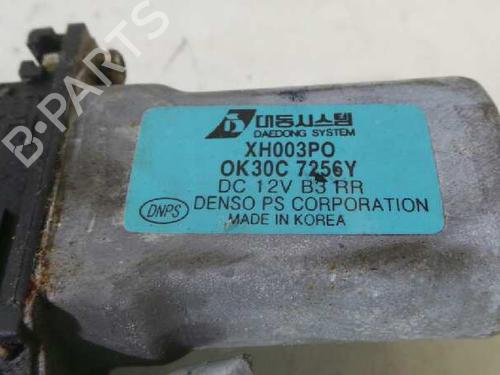 대동시스템
DAEDONG SYSTEM
XH003PO
OK30C 7256Y
DC 12V B3 RR
DNPS DENSO PS CORPORATION
MADE IN KOREA